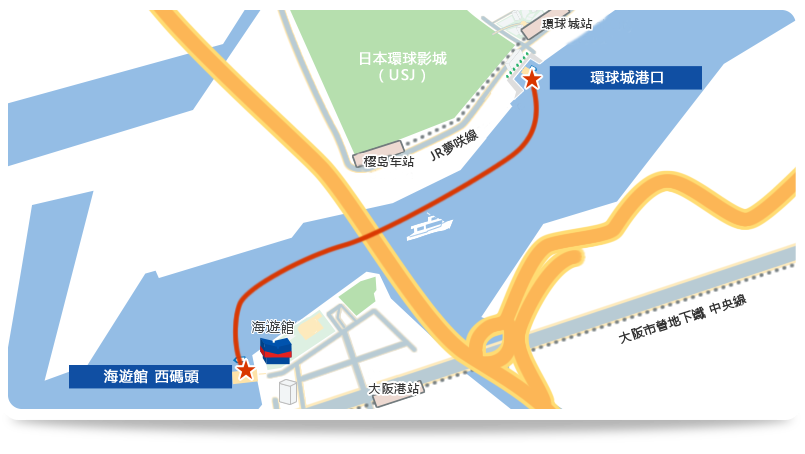 環球城站
日本環球影城
（USJ）
環球城港口
樱岛车站
JR夢咲線
海遊館
大阪市營地下鐵 中央線
海遊館 西碼頭
大阪港站